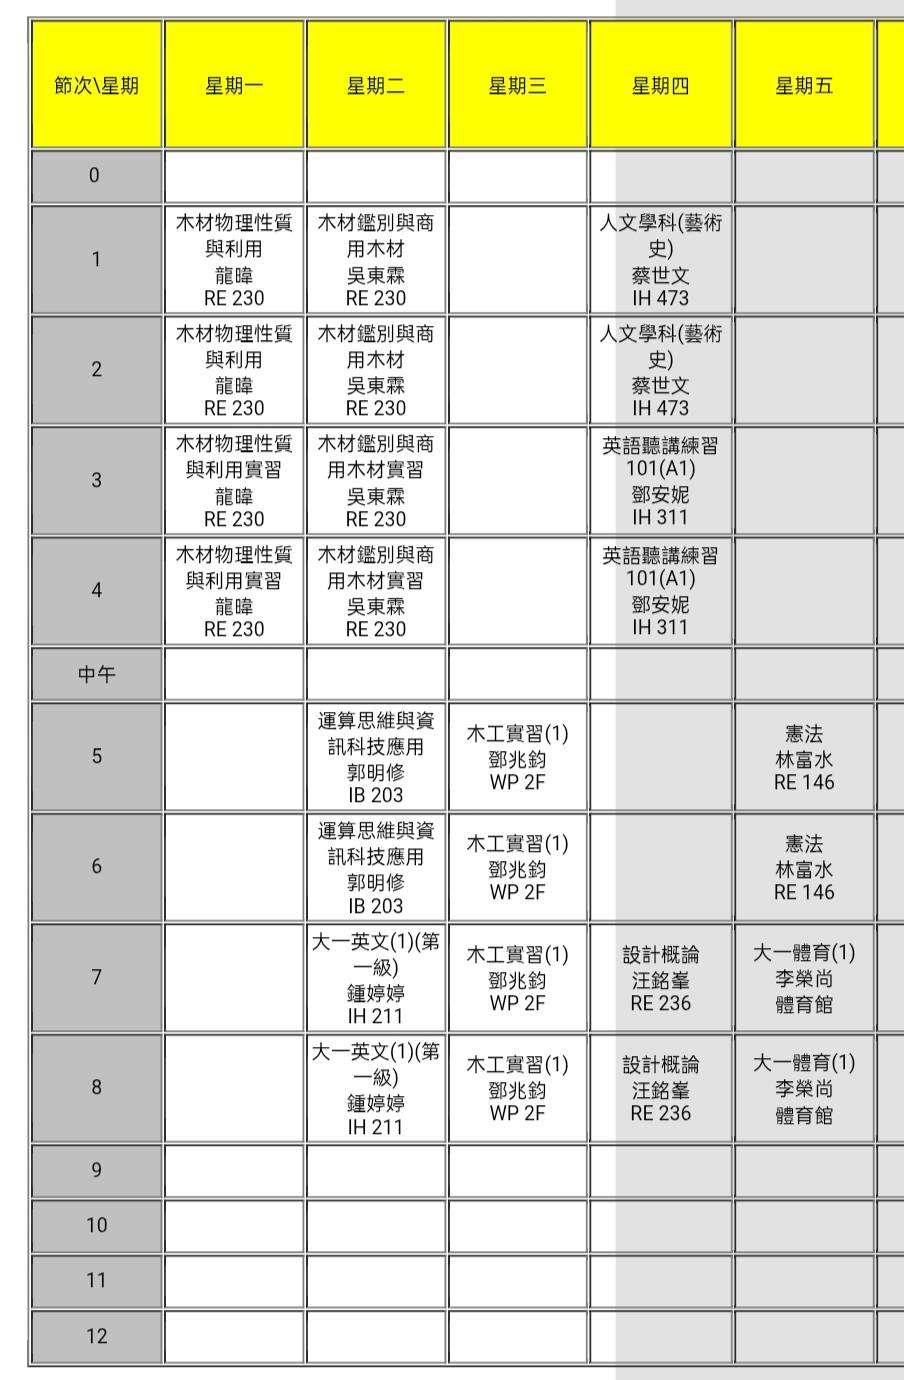 節次\星期
星期一
星期二
星期三
星期四
星期五
0
1
木材物理性質
與利用
龍暐
RE 230
木材鑑別與商
用木材
吳東霖
RE 230
人文學科(藝術
史)
蔡世文
IH 473
2
木材物理性質
與利用
龍暐
RE 230
木材鑑別與商
用木材
吳東霖
RE 230
人文學科(藝術
史)
蔡世文
IH 473
3
木材物理性質
與利用實習
龍暐
RE 230
木材鑑別與商
用木材實習
吳東霖
RE 230
英語聽講練習
101(A1)
鄧安妮
IH 311
4
木材物理性質
與利用實習
龍暐
RE 230
木材鑑別與商
用木材實習
吳東霖
RE 230
英語聽講練習
101(A1)
鄧安妮
IH 311
中午
5
運算思維與資
訊科技應用
郭明修
IB 203
木工實習(1)
鄧兆鈞
WP 2F
憲法
林富水
RE 146
6
運算思維與資
訊科技應用
郭明修
IB 203
木工實習(1)
鄧兆鈞
WP 2F
憲法
林富水
RE 146
7
大一英文(1)(第
一級)
鍾婷婷
IH 211
木工實習(1)
鄧兆鈞
WP 2F
設計概論
汪銘峯
RE 236
大一體育(1)
李榮尚
體育館
8
大一英文(1)(第
一級)
鍾婷婷
IH 211
木工實習(1)
鄧兆鈞
WP 2F
設計概論
汪銘峯
RE 236
大一體育(1)
李榮尚
體育館
9
10
11
12